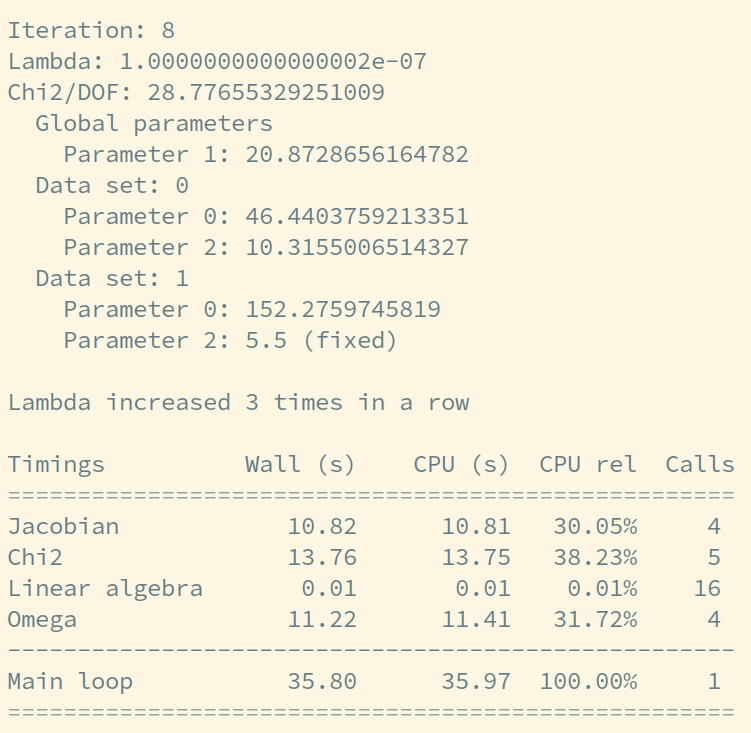 Iteration: 8
Lambda: 1.0000000000000002e-07
Chi2/DOF: 28.77655329251009
Global parameters
Parameter 1: 20.8728656164782
Data set: 0
Parameter 0: 46.4403759213351
Parameter 2: 10.3155006514327
Data set: 1
Parameter 0: 152.2759745819
Parameter 2: 5.5 (fixed)
Lambda increased 3 times in a row
Timings Wall (s) CPU (s) CPU rel Calls
====================================================
Jacobian 10.82 10.81 30.05% 4
Chi2 13.76 13.75 38.23% 5
Linear algebra 0.01 0.01 0.01% 16
Omega 11.22 11.41 31.72% 4
----------------------------------------------------
Main loop 35.80 35.97 100.00% 1
====================================================